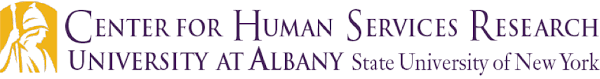 Center for Human Services Research
University at Albany State University of New York